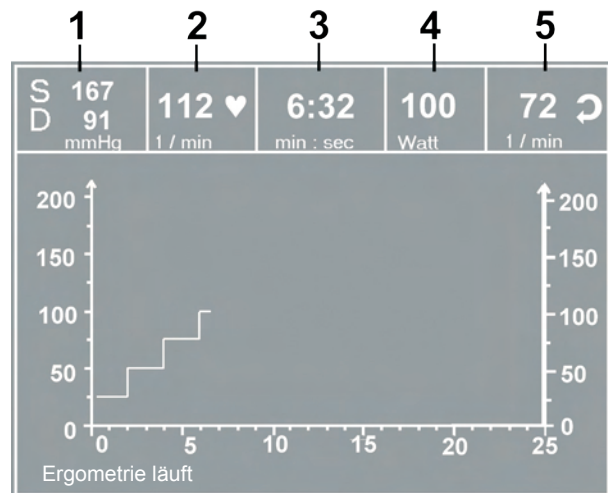 1 2 3 4 5
S 167 112 ♥ 6:32 100 72
D 91
mmHg 1 / min min : sec Watt 1 / min
200 200
150 150
100 100
50 50
0 0
0 5 10 15 20 25
Ergometrie läuft